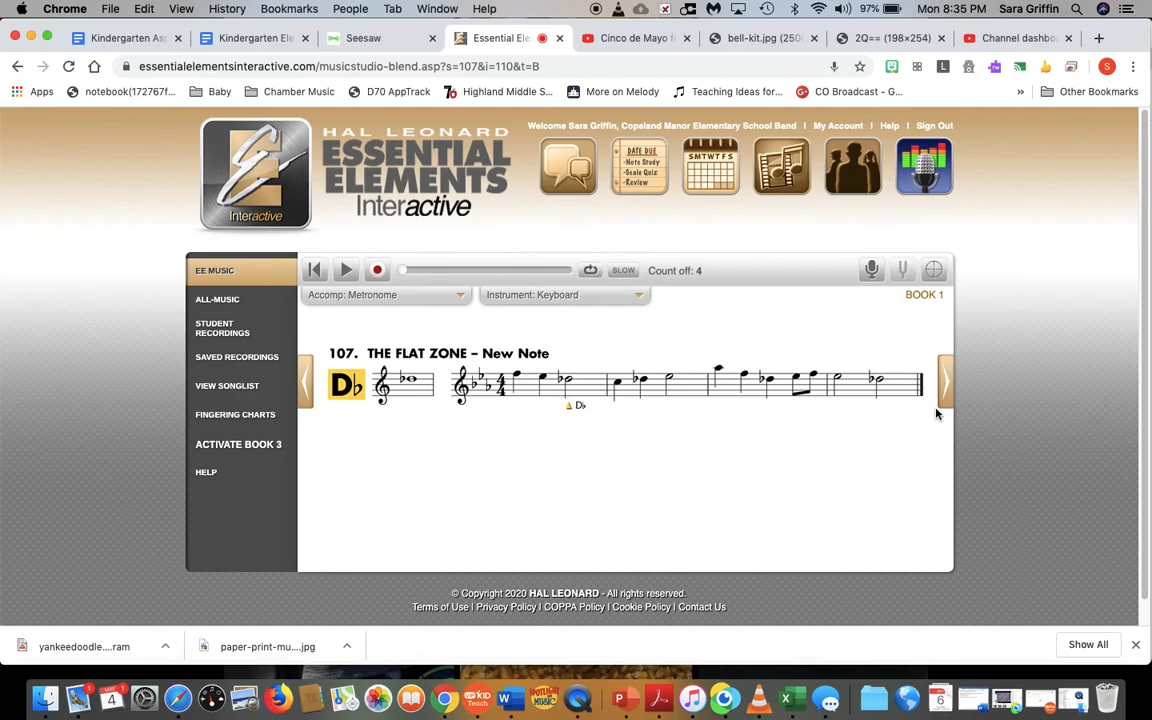 Chrome File Edit View History Bookmarks People Tab Window Help 97% Mon 8:35 PM Sara Griffin
Kindergarten As Kindergarten Ele Seesaw Essential Ele Cinco de Mayo f bell-kit.jpg (250 2Q== (198×254) Channel dashbo
essentialelementsinteractive.com/musicstudio-blend.asp?s=107&i=110&t=B S
Apps notebook(172767f... Baby Chamber Music D70 AppTrack Highland Middle S... More on Melody Teaching Ideas for... CO Broadcast - G... » Other Bookmarks
Welcome Sara Griffin, Copeland Manor Elementary School Band | My Account | Help | Sign Out
HAL LEONARD
ESSENTIAL
ELEMENTS
Interactive
E
Interactive
DATE DUE
-Note Study
-Scale Quiz
-Review
SMTWTFS
EE MUSIC
ALL-MUSIC
STUDENT
RECORDINGS
SAVED RECORDINGS
VIEW SONGLIST
FINGERING CHARTS
ACTIVATE BOOK 3
HELP
SLOW Count off: 4
Accomp: Metronome Instrument: Keyboard BOOK 1
107. THE FLAT ZONE – New Note
D♭
4
4
D♭
© Copyright 2020 HAL LEONARD - All rights reserved.
Terms of Use | Privacy Policy | COPPA Policy | Cookie Policy | Contact Us
yankeedoodle....ram paper-print-mu....jpg Show All